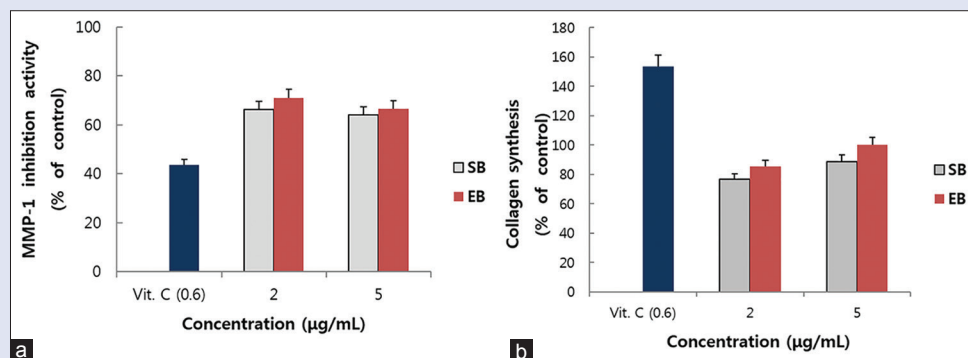 MMP-1 inhibition activity
(% of control)
100
80
60
40
20
0
Vit. C (0.6)
2
5
Concentration (µg/mL)
SB
EB
a
Collagen synthesis
(% of control)
180
160
140
120
100
80
60
40
20
0
Vit. C (0.6)
2
5
Concentration (µg/mL)
SB
EB
b